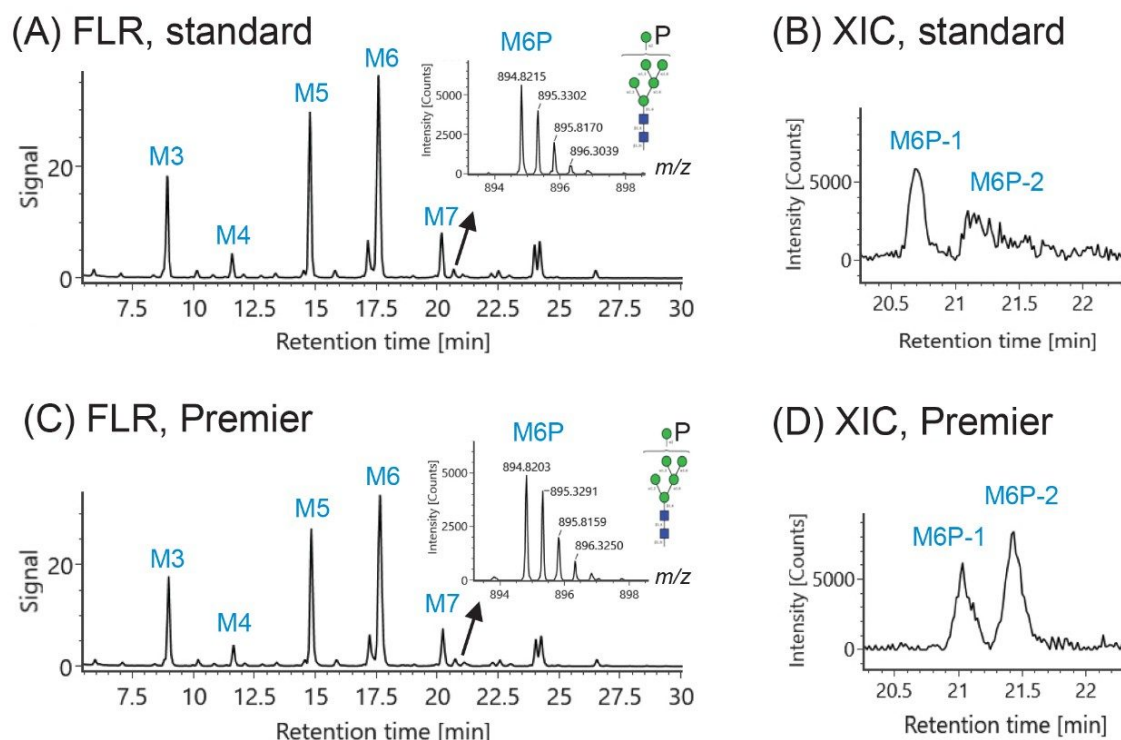 (A) FLR, standard
Signal
20
0
M3
M4
M5
M6
M7
7.5 10 12.5 15 17.5 20 22.5 25 27.5 30
Retention time [min]
M6P
Intensity [Counts]
5000
2500
0
894.8215
895.3302
895.8170
896.3039
894 896 898
m/z
P
(B) XIC, standard
Intensity [Counts]
5000
0
M6P-1
M6P-2
20.5 21 21.5 22
Retention time [min]
(C) FLR, Premier
Signal
20
0
M3
M4
M5
M6
M7
7.5 10 12.5 15 17.5 20 22.5 25 27.5 30
Retention time [min]
M6P
Intensity [Counts]
5000
2500
0
894.8203
895.3291
895.8159
896.3250
894 896 898
m/z
P
(D) XIC, Premier
Intensity [Counts]
5000
0
M6P-1
M6P-2
20.5 21 21.5 22
Retention time [min]